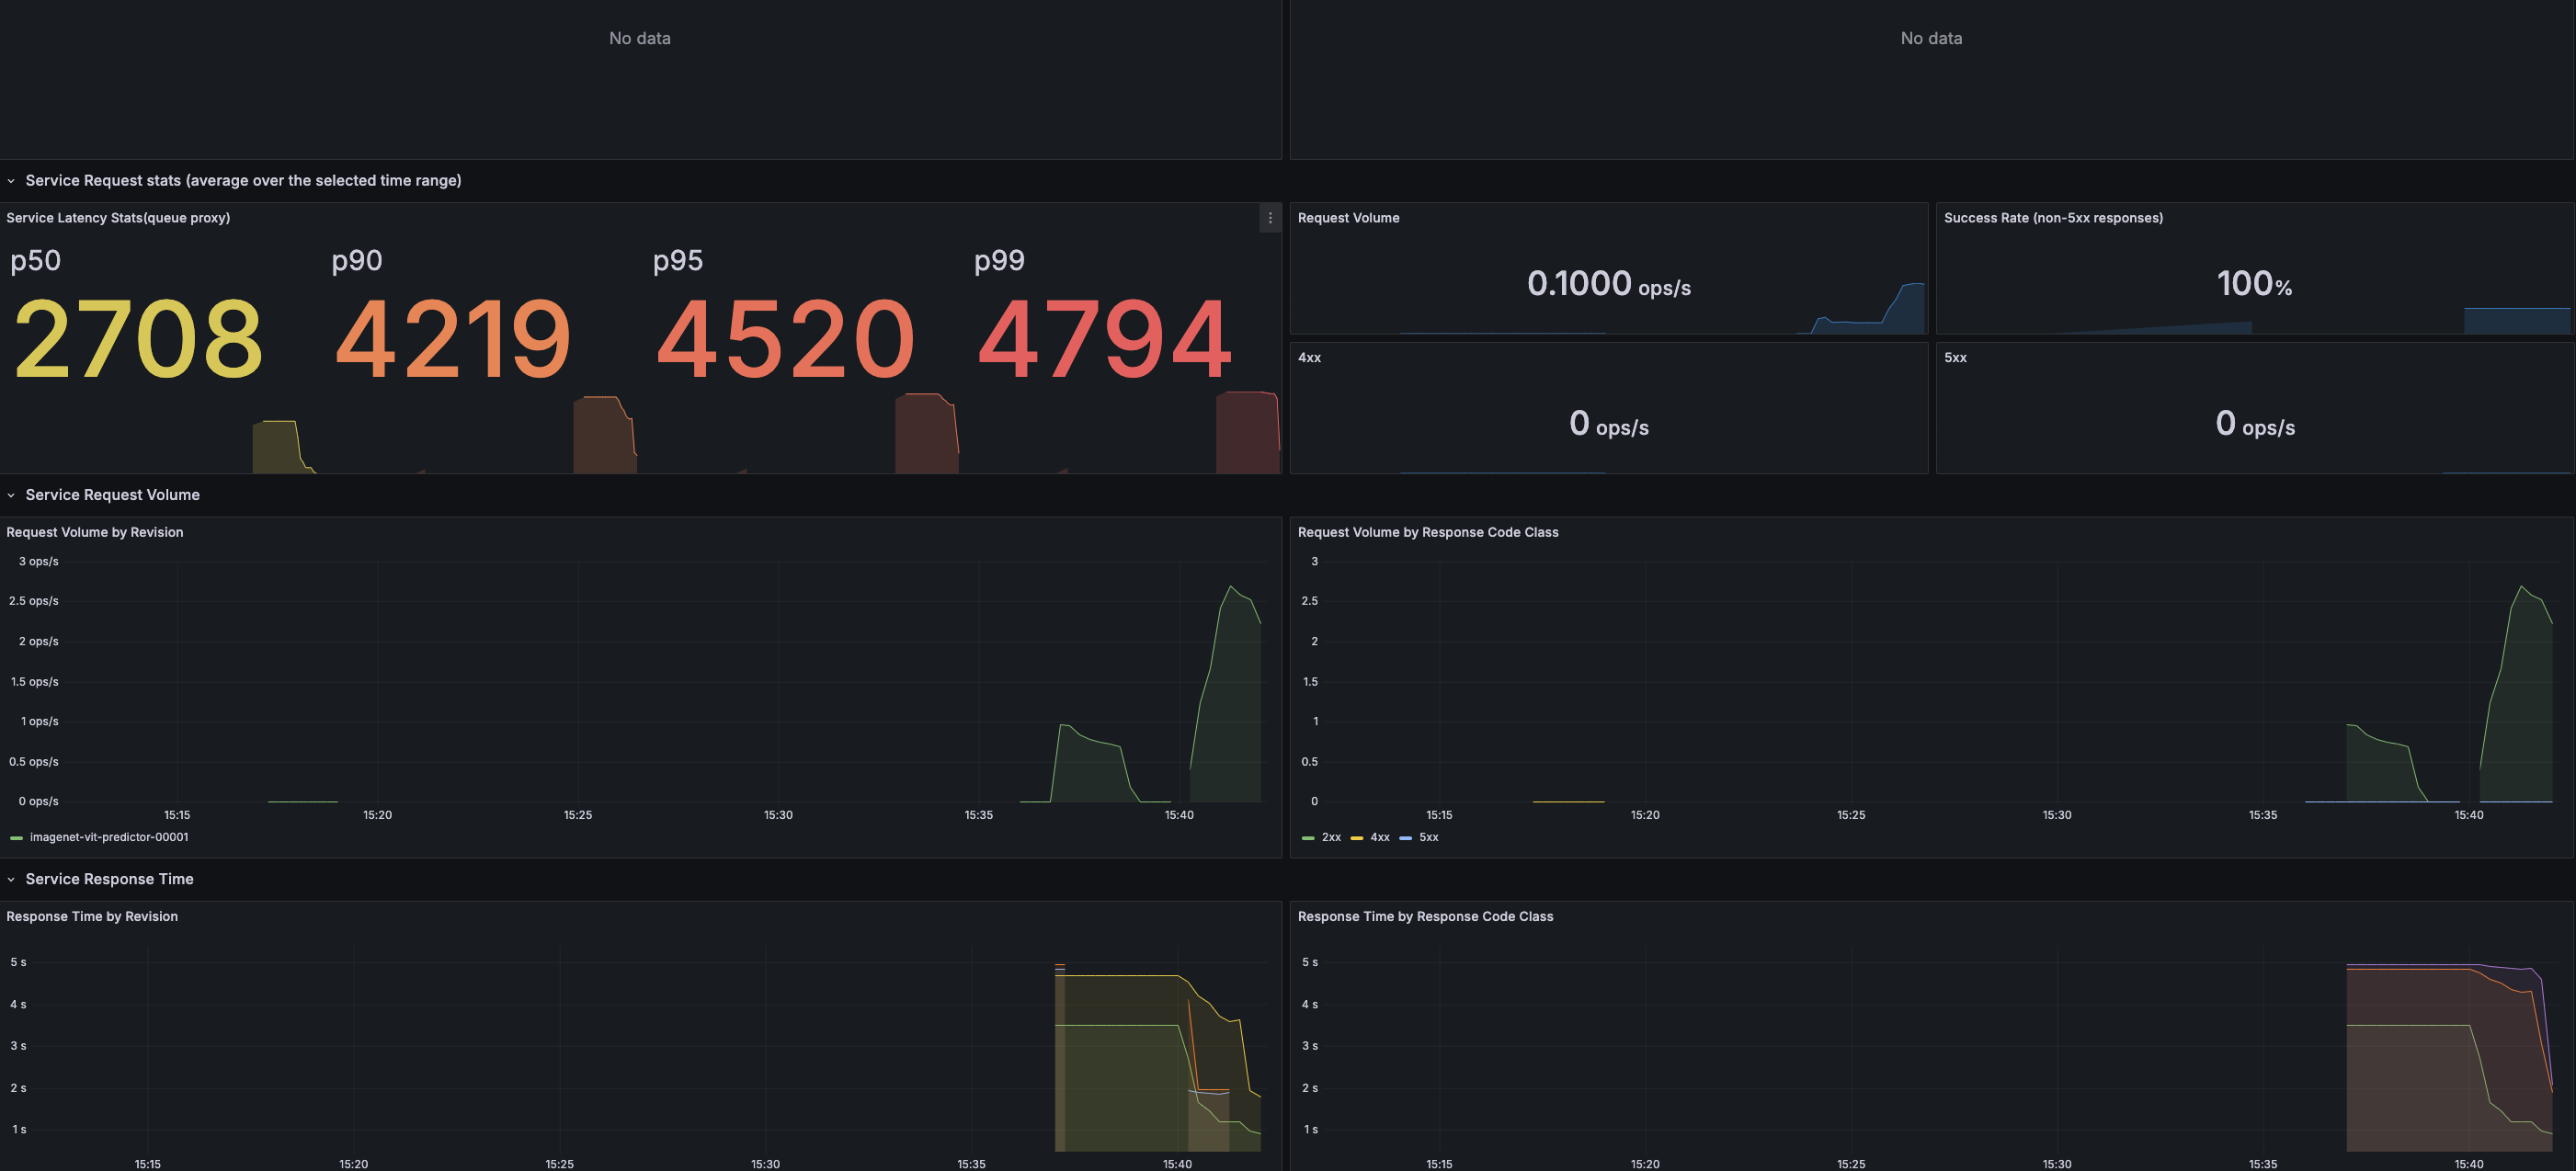 No data
No data
Service Request stats (average over the selected time range)
Service Latency Stats(queue proxy)
p50
2708
p90
4219
p95
4520
p99
4794
Request Volume
0.1000 ops/s
Success Rate (non-5xx responses)
100%
4xx
0 ops/s
5xx
0 ops/s
Service Request Volume
Request Volume by Revision
3 ops/s
2.5 ops/s
2 ops/s
1.5 ops/s
1 ops/s
0.5 ops/s
0 ops/s
15:15 15:20 15:25 15:30 15:35 15:40
imagenet-vit-predictor-00001
Request Volume by Response Code Class
3
2.5
2
1.5
1
0.5
0
15:15 15:20 15:25 15:30 15:35 15:40
2xx 4xx 5xx
Service Response Time
Response Time by Revision
5 s
4 s
3 s
2 s
1 s
15:15 15:20 15:25 15:30 15:35 15:40
Response Time by Response Code Class
5 s
4 s
3 s
2 s
1 s
15:15 15:20 15:25 15:30 15:35 15:40